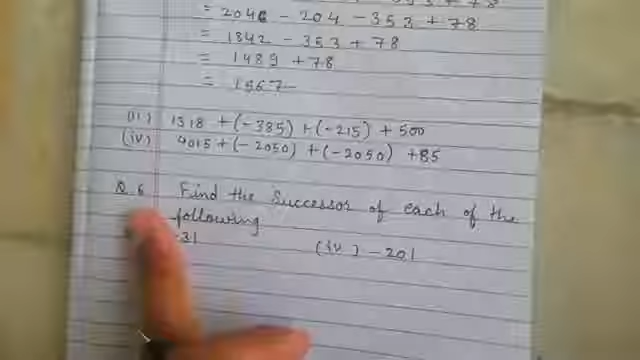 = 2046 - 204 - 353 + 78
= 1842 - 353 + 78
= 1489 + 78
= 1567
(iii) 1318 + (-385) + (-215) + 500
(iv) 4015 + (-2050) + (-2050) + 85
Q.6 Find the Successor of each of the
following
-31 (iv) -201